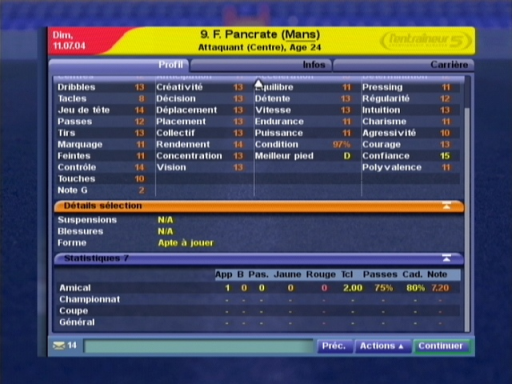 Dim,
11.07.04
9. F. Pancrate (Mans)
Attaquant (Centre), Age 24
l'entraîneur 5
Profil Infos Carrière
Dribbles 13 Créativité 13 Equilibre 11 Pressing 11
Tacles 8 Décision 13 Détente 13 Régularité 12
Jeu de tête 14 Déplacement 13 Vitesse 13 Intuition 13
Passes 12 Placement 13 Endurance 11 Charisme 11
Tirs 13 Collectif 13 Puissance 11 Agressivité 10
Marquage 11 Rendement 14 Condition 97% Courage 13
Feintes 11 Concentration 13 Meilleur pied D Confiance 15
Contrôle 14 Vision 13 Polyvalence 11
Touches 10
Note G 2
Détails sélection
Suspensions N/A
Blessures N/A
Forme Apte à jouer
Statistiques 7
App B Pas. Jaune Rouge Tcl Passes Cad. Note
Amical 1 0 0 0 0 2.00 75% 80% 7.20
Championnat - - - - - - - - -
Coupe - - - - - - - - -
Général - - - - - - - - -
14 Préc. Actions Continuer